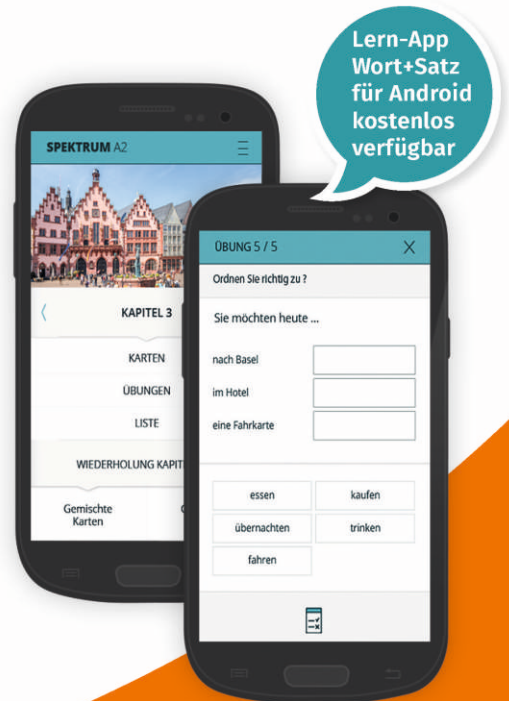 Lern-App
Wort+Satz
für Android
kostenlos
verfügbar
SPEKTRUM A2
KAPITEL 3
KARTEN
ÜBUNGEN
LISTE
WIEDERHOLUNG
Gemischte
Karten
ÜBUNG 5 / 5
Ordnen Sie richtig zu ?
Sie möchten heute ...
nach Basel
im Hotel
eine Fahrkarte
essen kaufen
übernachten trinken
fahren